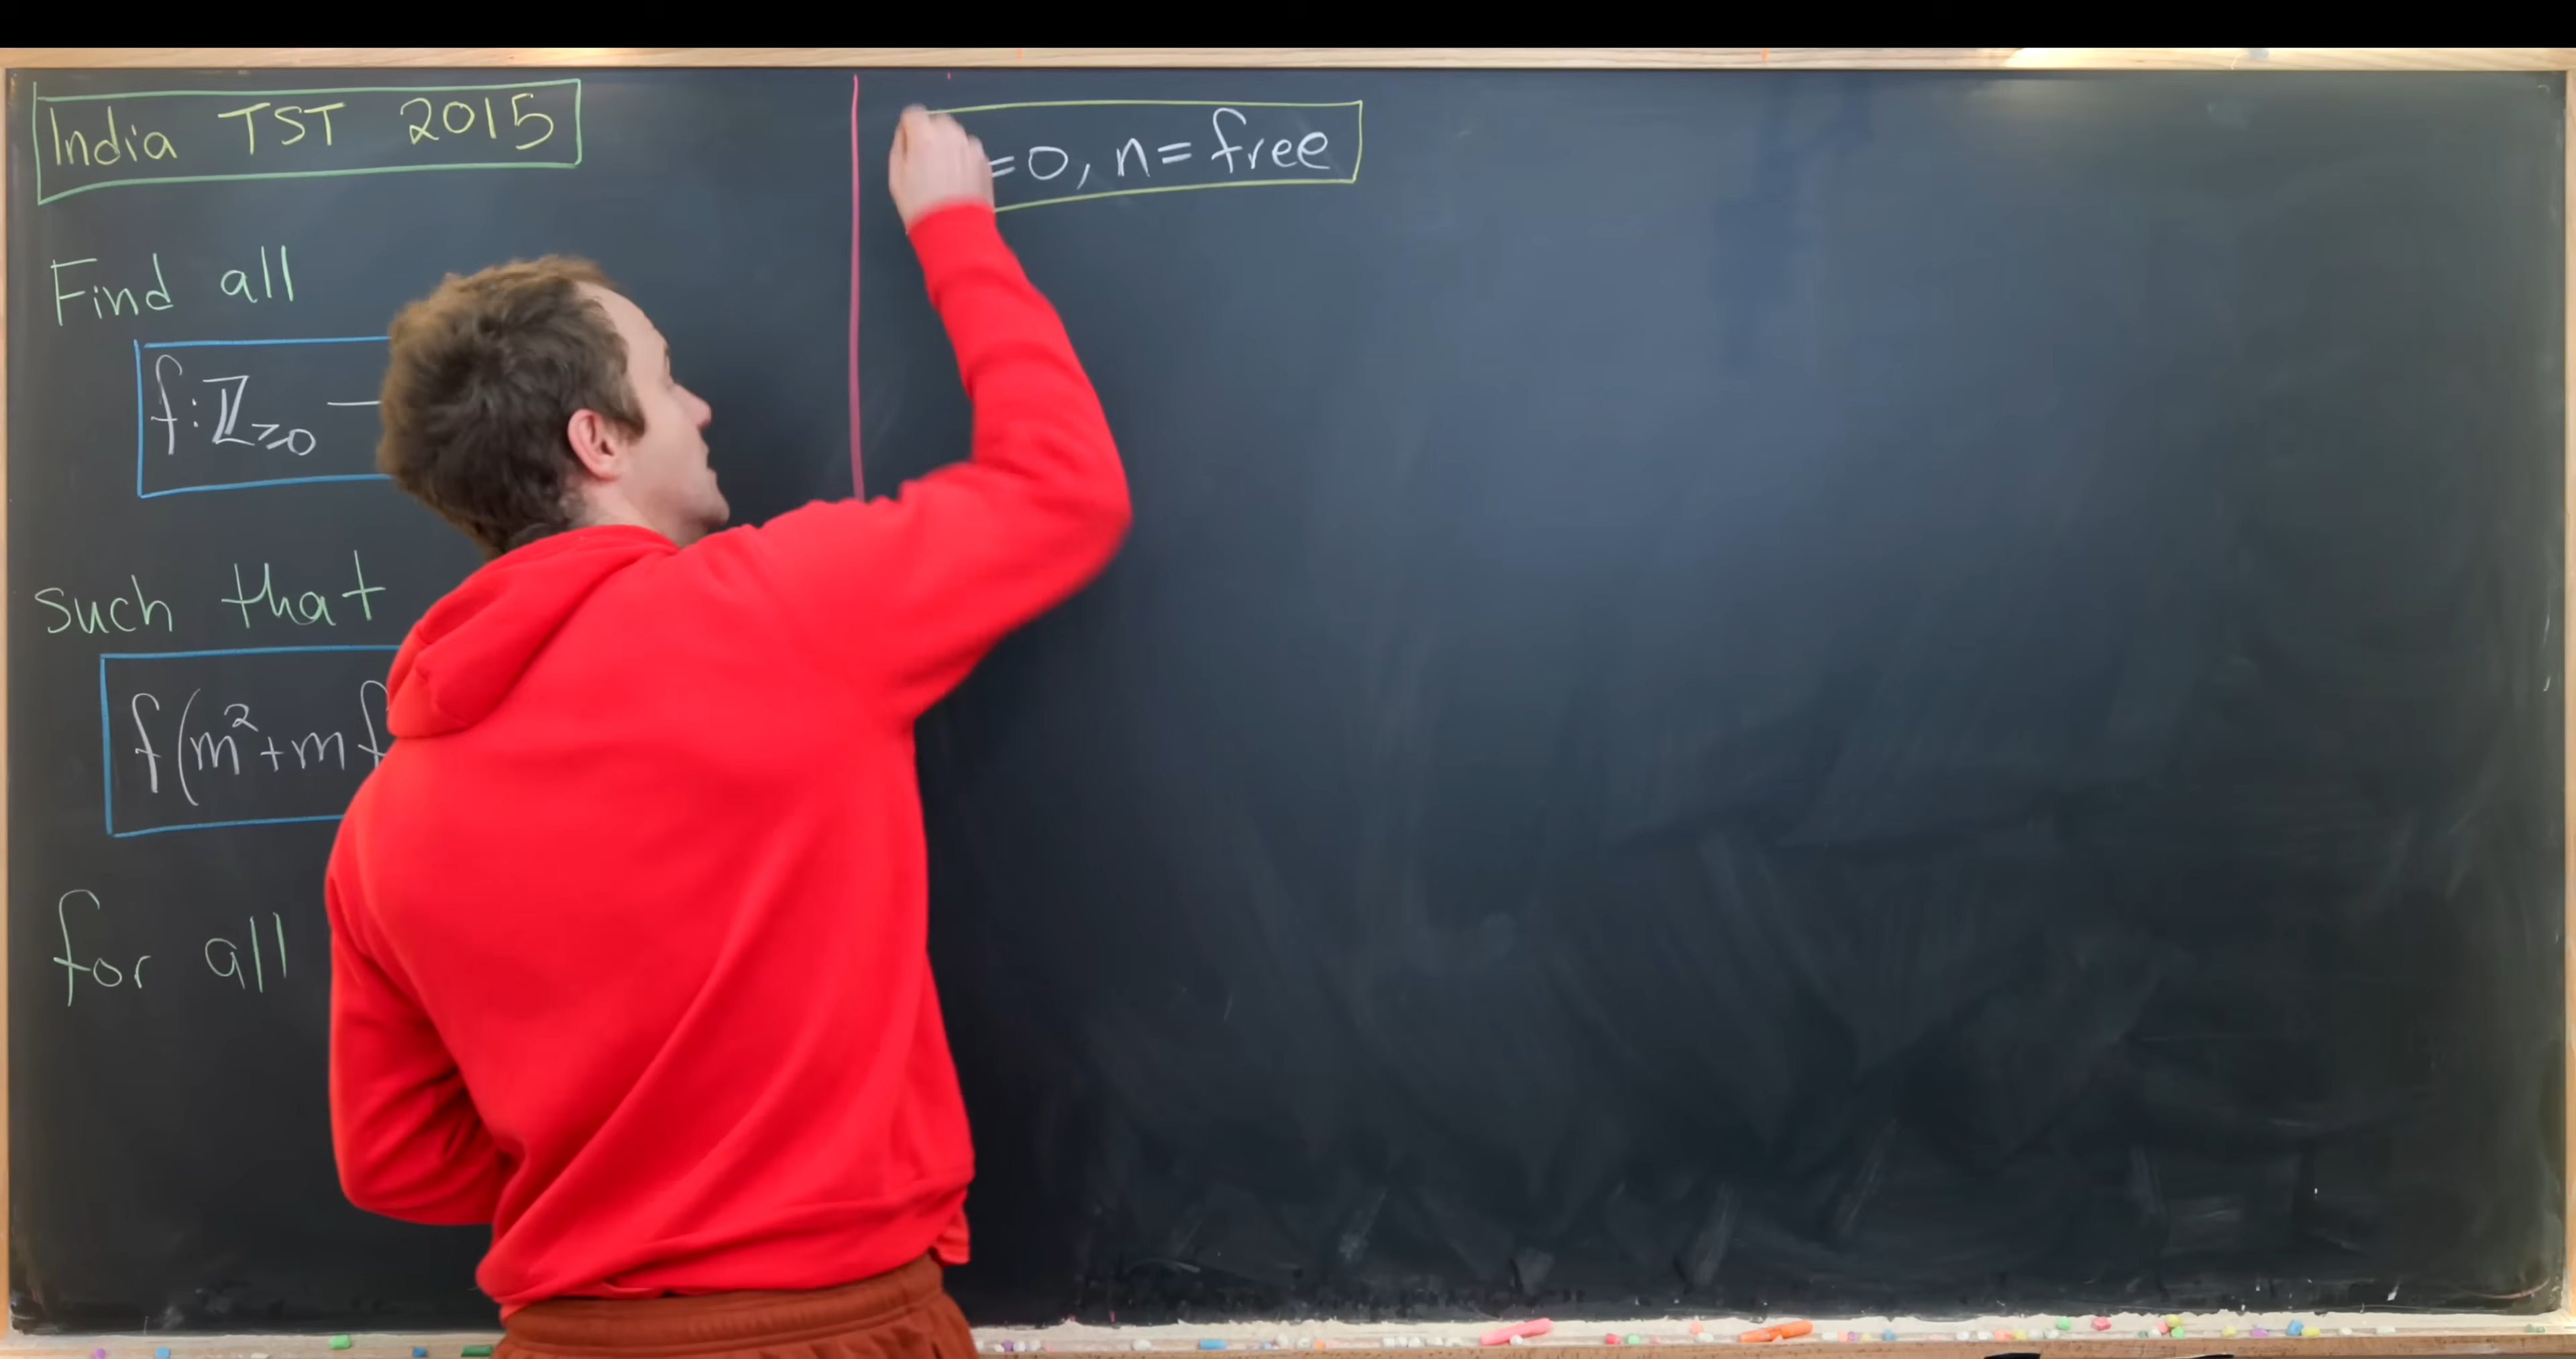 India TST 2015
Find all
f: ℤ≥0 —
such that
f(m²+m f
for all
=0, n= free